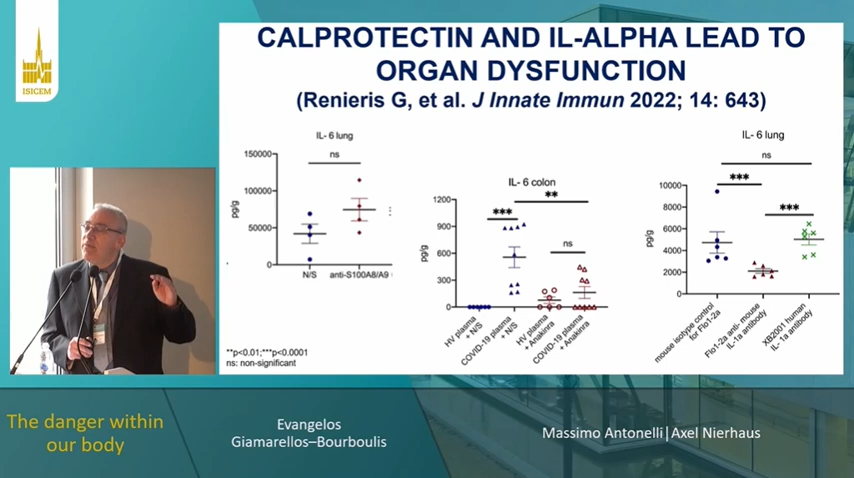 ISICEM
CALPROTECTIN AND IL-ALPHA LEAD TO
ORGAN DYSFUNCTION
(Renieris G, et al. J Innate Immun 2022; 14: 643)
IL- 6 lung
ns
150000
100000
50000
0
pg/g
N/S
anti-S100A8/A9
IL- 6 colon
**
***
ns
1200
900
600
300
0
pg/g
HV plasma
+ N/S
COVID-19 plasma
+ N/S
HV plasma
+ Anakinra
COVID-19 plasma
+ Anakinra
IL- 6 lung
ns
***
***
10000
8000
6000
4000
2000
0
pg/g
mouse isotype control
for Flo1-2a
Flo1-2a anti- mouse
IL-1a antibody
XB2001 human
IL- 1a antibody
**p<0.01;***p<0.0001
ns: non-significant
The danger within
our body
Evangelos
Giamarellos–Bourboulis
Massimo Antonelli|Axel Nierhaus